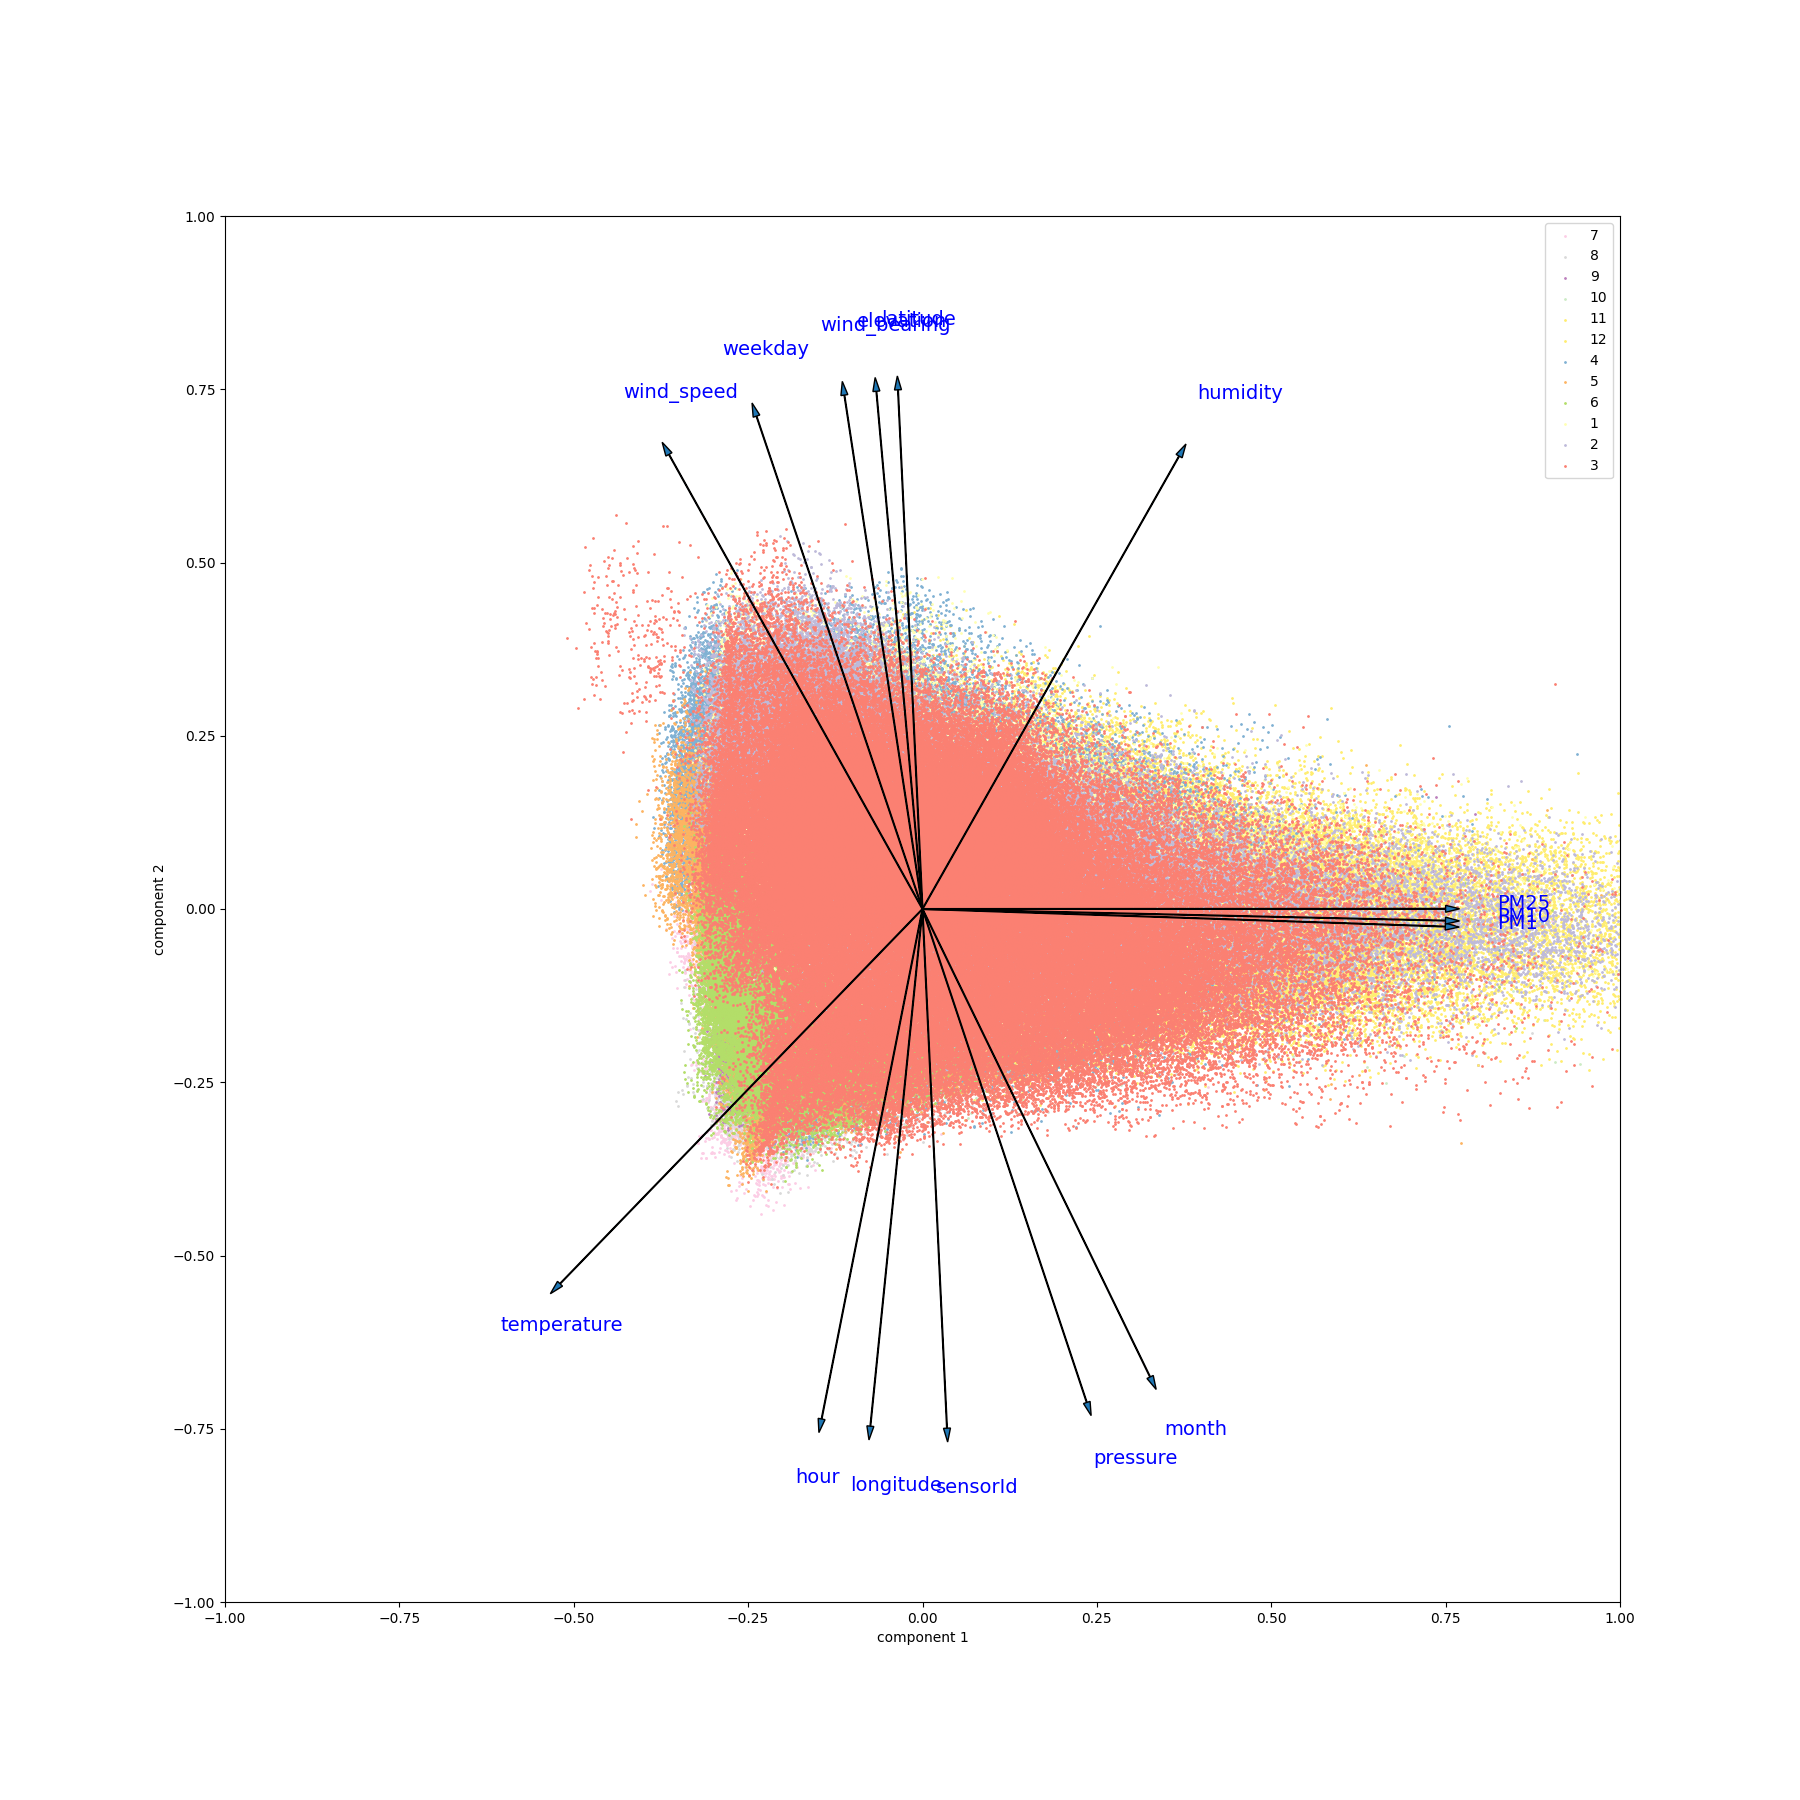 1.00
0.75
0.50
0.25
0.00
−0.25
−0.50
−0.75
−1.00
component 2
−1.00
−0.75
−0.50
−0.25
0.00
0.25
0.50
0.75
1.00
component 1
7
8
9
10
11
12
4
5
6
1
2
3
latitude
elevation
wind_bearing
weekday
wind_speed
humidity
PM25
PM10
PM1
temperature
hour
longitude
sensorId
pressure
month